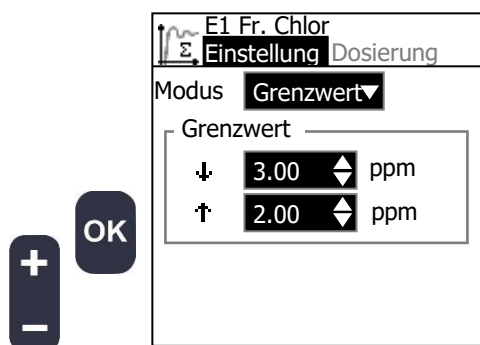 E1 Fr. Chlor
Σ Einstellung Dosierung
Modus Grenzwert
Grenzwert
↓ 3.00 ppm
↑ 2.00 ppm
OK
+
–